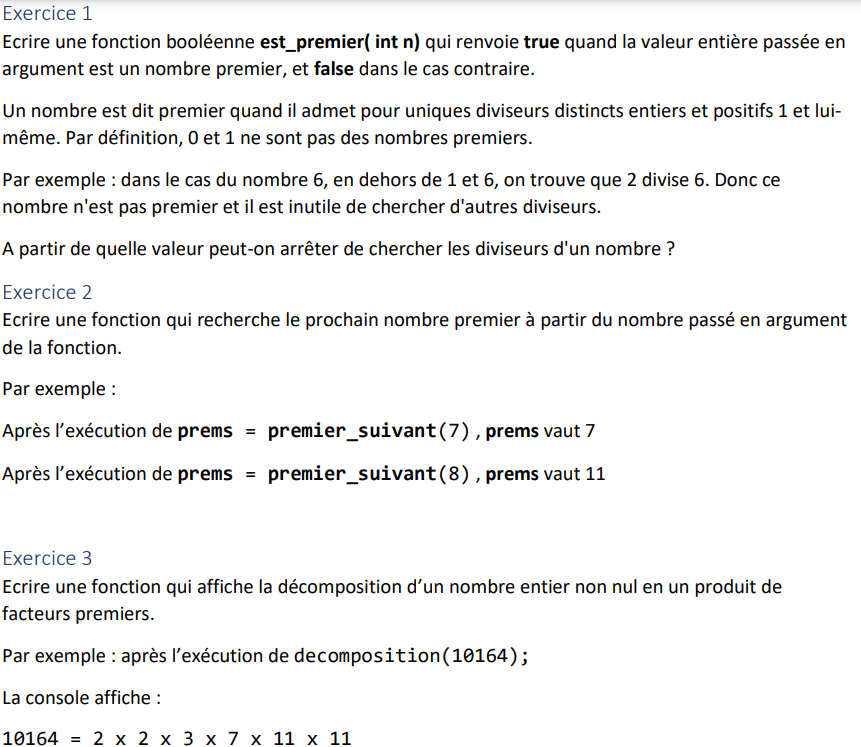 Exercice 1
Ecrire une fonction booléenne est_premier( int n) qui renvoie true quand la valeur entière passée en
argument est un nombre premier, et false dans le cas contraire.
Un nombre est dit premier quand il admet pour uniques diviseurs distincts entiers et positifs 1 et lui-
même. Par définition, 0 et 1 ne sont pas des nombres premiers.
Par exemple : dans le cas du nombre 6, en dehors de 1 et 6, on trouve que 2 divise 6. Donc ce
nombre n'est pas premier et il est inutile de chercher d'autres diviseurs.
A partir de quelle valeur peut-on arrêter de chercher les diviseurs d'un nombre ?
Exercice 2
Ecrire une fonction qui recherche le prochain nombre premier à partir du nombre passé en argument
de la fonction.
Par exemple :
Après l’exécution de prems = premier_suivant(7) , prems vaut 7
Après l’exécution de prems = premier_suivant(8) , prems vaut 11
Exercice 3
Ecrire une fonction qui affiche la décomposition d’un nombre entier non nul en un produit de
facteurs premiers.
Par exemple : après l’exécution de decomposition(10164);
La console affiche :
10164 = 2 x 2 x 3 x 7 x 11 x 11